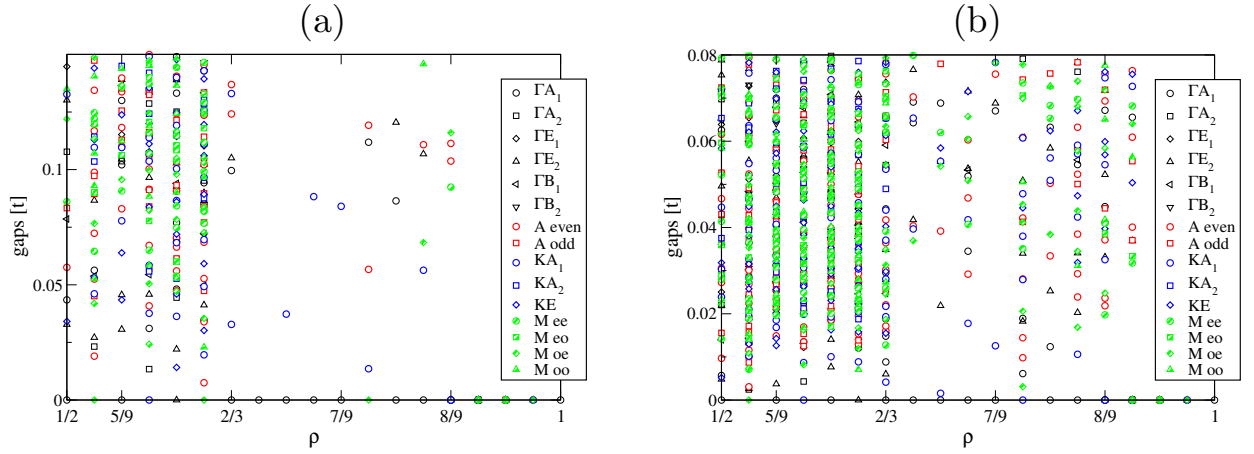 (a)
gaps [t]
0.1
0.05
0
1/2
5/9
2/3
7/9
8/9
1
ρ
ΓA1
ΓA2
ΓE1
ΓE2
ΓB1
ΓB2
A even
A odd
KA1
KA2
KE
M ee
M eo
M oe
M oo
(b)
gaps [t]
0.08
0.06
0.04
0.02
0
1/2
5/9
2/3
7/9
8/9
1
ρ
ΓA1
ΓA2
ΓE1
ΓE2
ΓB1
ΓB2
A even
A odd
KA1
KA2
KE
M ee
M eo
M oe
M oo